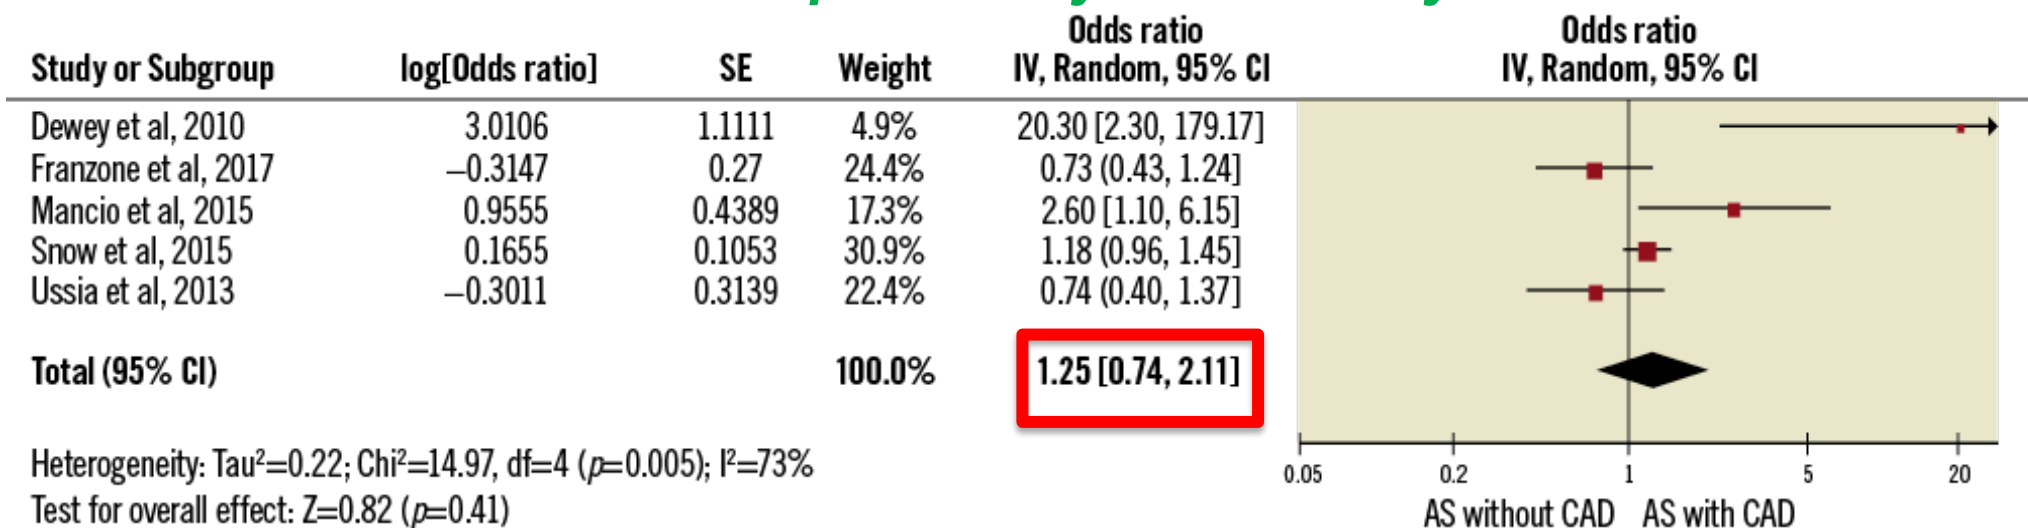 Odds ratio Odds ratio
Study or Subgroup log[Odds ratio] SE Weight IV, Random, 95% CI IV, Random, 95% CI
Dewey et al, 2010 3.0106 1.1111 4.9% 20.30 [2.30, 179.17]
Franzone et al, 2017 –0.3147 0.27 24.4% 0.73 (0.43, 1.24]
Mancio et al, 2015 0.9555 0.4389 17.3% 2.60 [1.10, 6.15]
Snow et al, 2015 0.1655 0.1053 30.9% 1.18 (0.96, 1.45]
Ussia et al, 2013 –0.3011 0.3139 22.4% 0.74 (0.40, 1.37]
Total (95% CI) 100.0% 1.25 [0.74, 2.11]
Heterogeneity: Tau²=0.22; Chi²=14.97, df=4 (p=0.005); I²=73%
0.05 0.2 1 5 20
Test for overall effect: Z=0.82 (p=0.41) AS without CAD AS with CAD